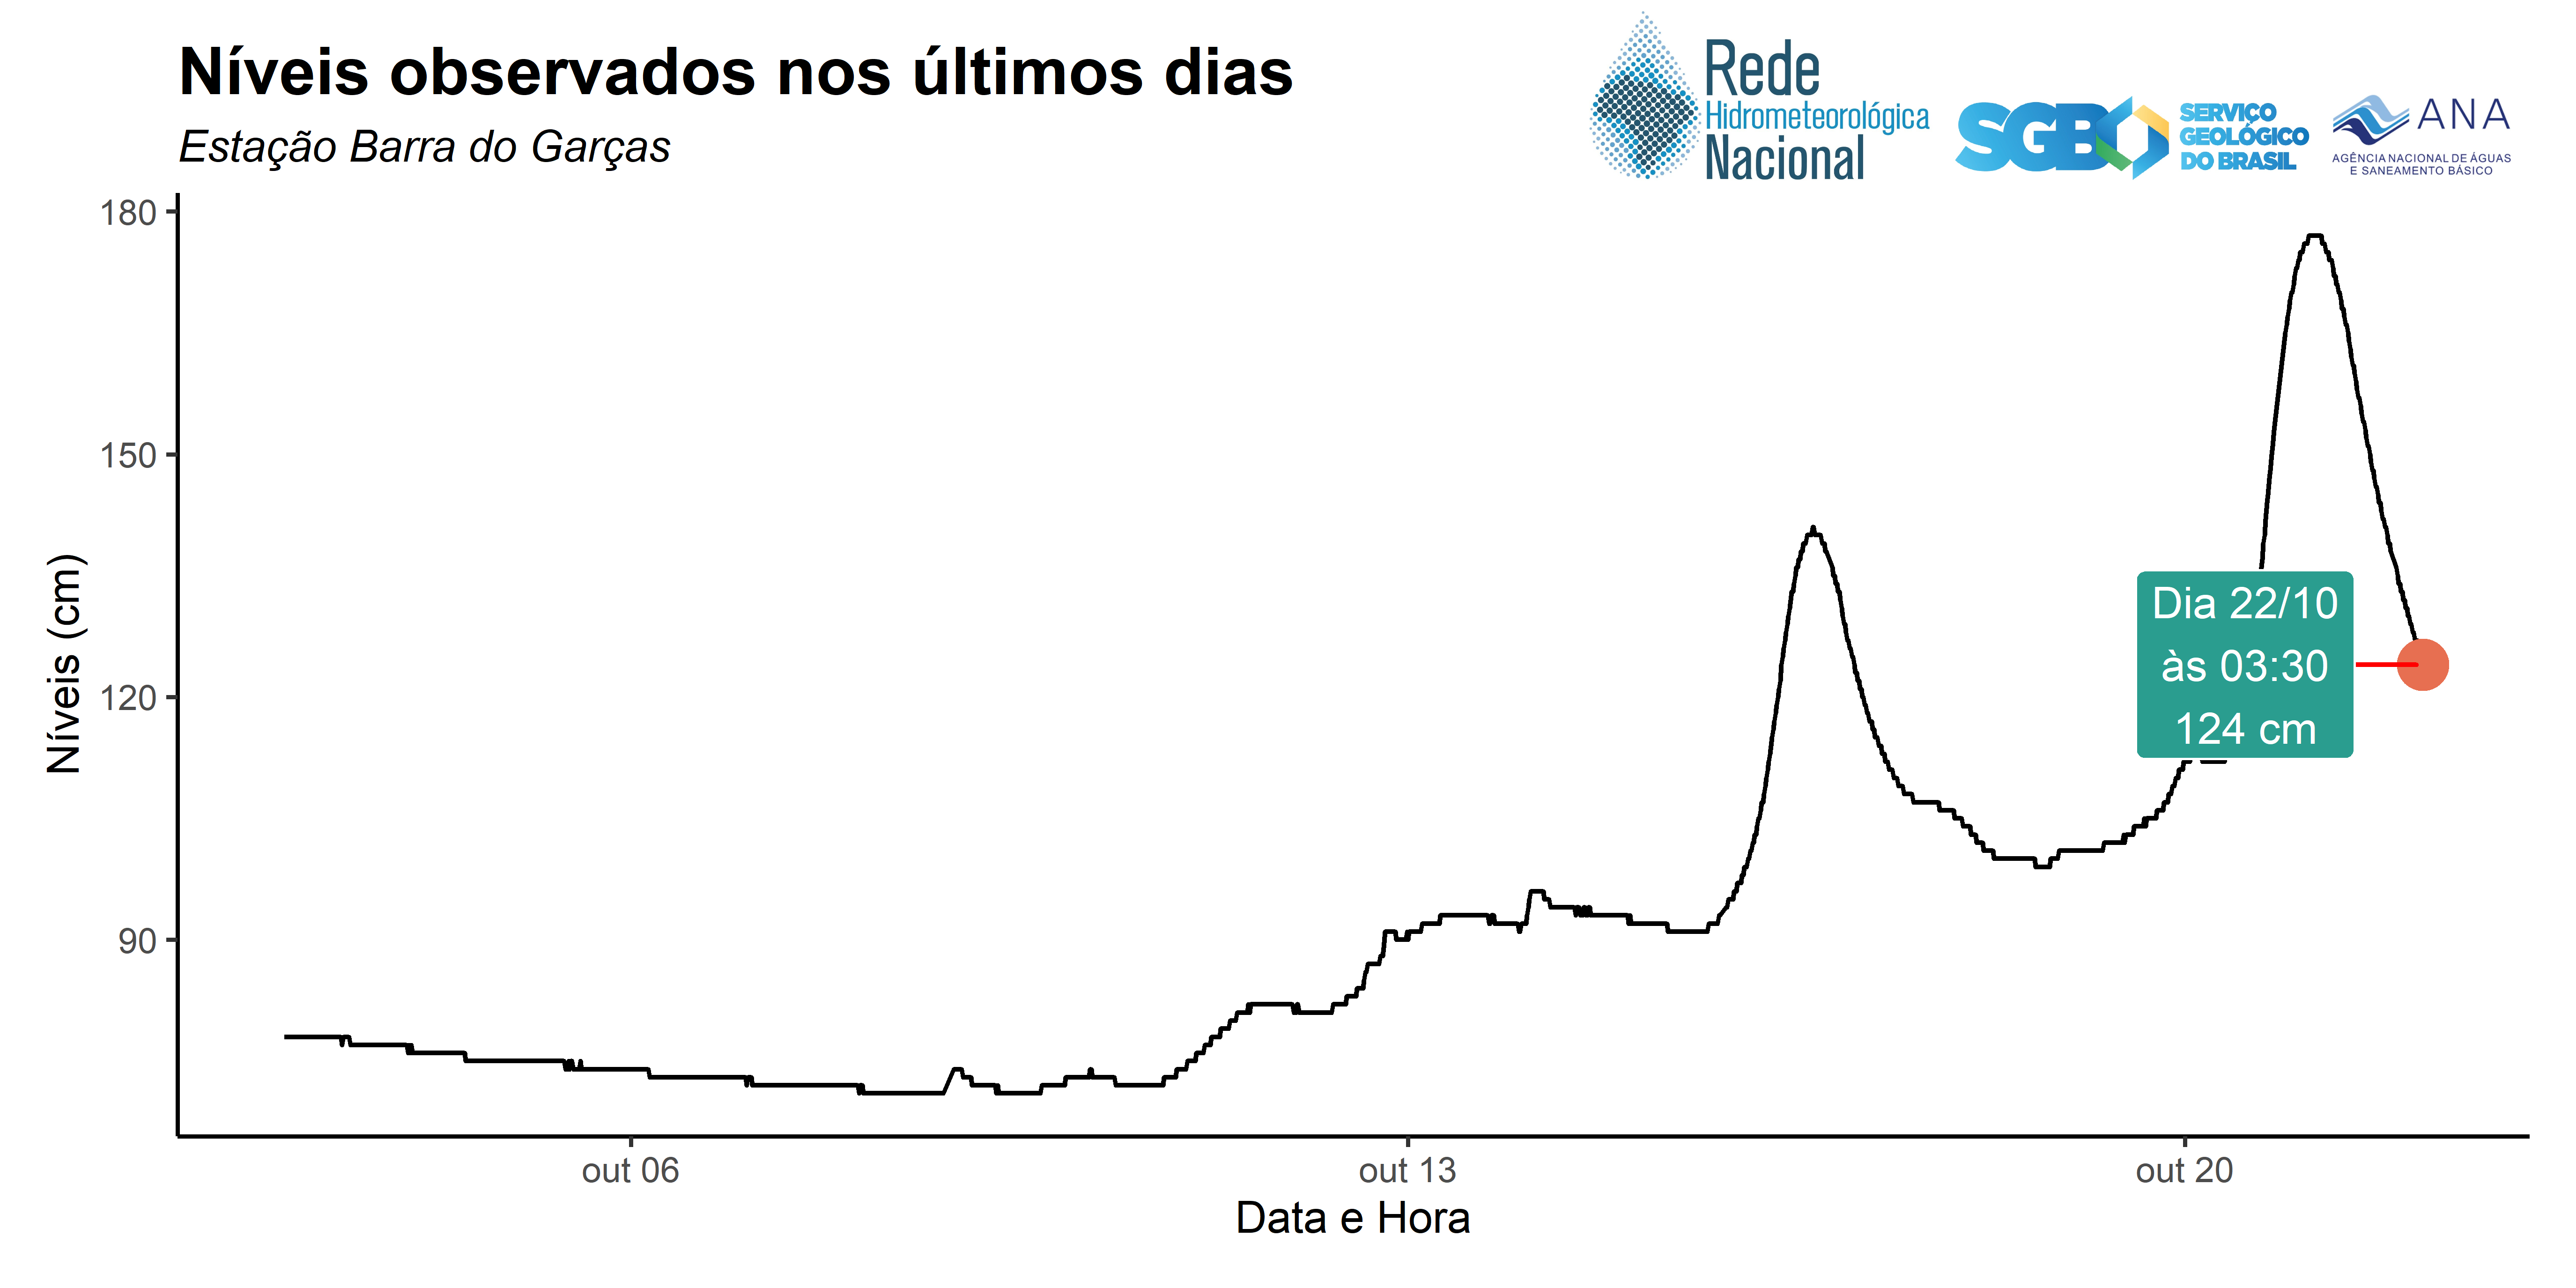 Níveis observados nos últimos dias
Estação Barra do Garças
Rede
Hidrometeorológica
Nacional
SGB
SERVIÇO
GEOLÓGICO
DO BRASIL
ANA
AGÊNCIA NACIONAL DE ÁGUAS
E SANEAMENTO BÁSICO
180
150
120
90
Níveis (cm)
Dia 22/10
às 03:30
124 cm
out 06
out 13
out 20
Data e Hora